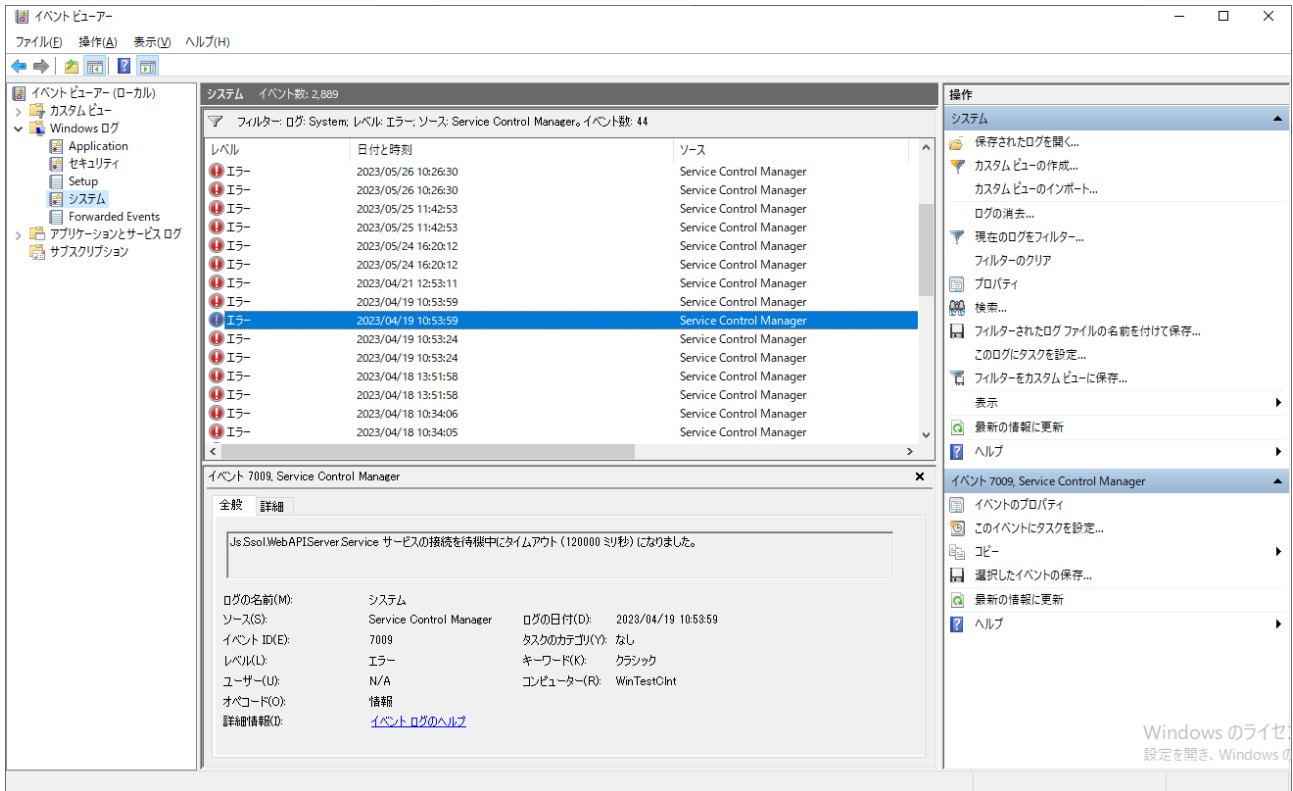 イベント ビューアー
ファイル(F) 操作(A) 表示(V) ヘルプ(H)
イベント ビューアー (ローカル)
カスタム ビュー
Windows ログ
Application
セキュリティ
Setup
システム
Forwarded Events
アプリケーションとサービス ログ
サブスクリプション
システム イベント数: 2,889
フィルター: ログ: System; レベル: エラー; ソース: Service Control Manager。イベント数: 44
レベル 日付と時刻 ソース
エラー 2023/05/26 10:26:30 Service Control Manager
エラー 2023/05/26 10:26:30 Service Control Manager
エラー 2023/05/25 11:42:53 Service Control Manager
エラー 2023/05/25 11:42:53 Service Control Manager
エラー 2023/05/24 16:20:12 Service Control Manager
エラー 2023/05/24 16:20:12 Service Control Manager
エラー 2023/04/21 12:53:11 Service Control Manager
エラー 2023/04/19 10:53:59 Service Control Manager
エラー 2023/04/19 10:53:59 Service Control Manager
エラー 2023/04/19 10:53:24 Service Control Manager
エラー 2023/04/19 10:53:24 Service Control Manager
エラー 2023/04/18 13:51:58 Service Control Manager
エラー 2023/04/18 13:51:58 Service Control Manager
エラー 2023/04/18 10:34:06 Service Control Manager
エラー 2023/04/18 10:34:05 Service Control Manager
イベント 7009, Service Control Manager
全般 詳細
Js.Ssol.WebAPIServer.Service サービスの接続を待機中にタイムアウト (120000 ミリ秒) になりました。
ログの名前(M): システム
ソース(S): Service Control Manager ログの日付(D): 2023/04/19 10:53:59
イベント ID(E): 7009 タスクのカテゴリ(Y): なし
レベル(L): エラー キーワード(K): クラシック
ユーザー(U): N/A コンピューター(R): WinTestClnt
オペコード(O): 情報
詳細情報(I): イベント ログのヘルプ
操作
システム
保存されたログを開く...
カスタム ビューの作成...
カスタム ビューのインポート...
ログの消去...
現在のログをフィルター...
フィルターのクリア
プロパティ
検索...
フィルターされたログ ファイルの名前を付けて保存...
このログにタスクを設定...
フィルターをカスタム ビューに保存...
表示
最新の情報に更新
ヘルプ
イベント 7009, Service Control Manager
イベントのプロパティ
このイベントにタスクを設定...
コピー
選択したイベントの保存...
最新の情報に更新
ヘルプ
Windows のライセ
設定を開き、Windows の